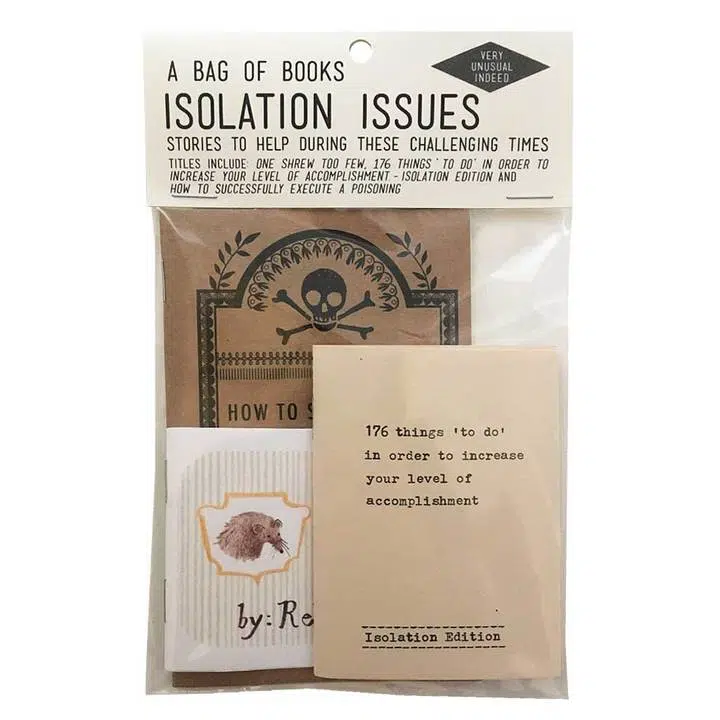 A BAG OF BOOKS
VERY
UNUSUAL
INDEED
ISOLATION ISSUES
STORIES TO HELP DURING THESE CHALLENGING TIMES
TITLES INCLUDE: ONE SHREW TOO FEW, 176 THINGS 'TO DO' IN ORDER TO
INCREASE YOUR LEVEL OF ACCOMPLISHMENT - ISOLATION EDITION AND
HOW TO SUCCESSFULLY EXECUTE A POISONING
HOW TO S
176 things 'to do'
in order to increase
your level of
accomplishment
by: Re
Isolation Edition